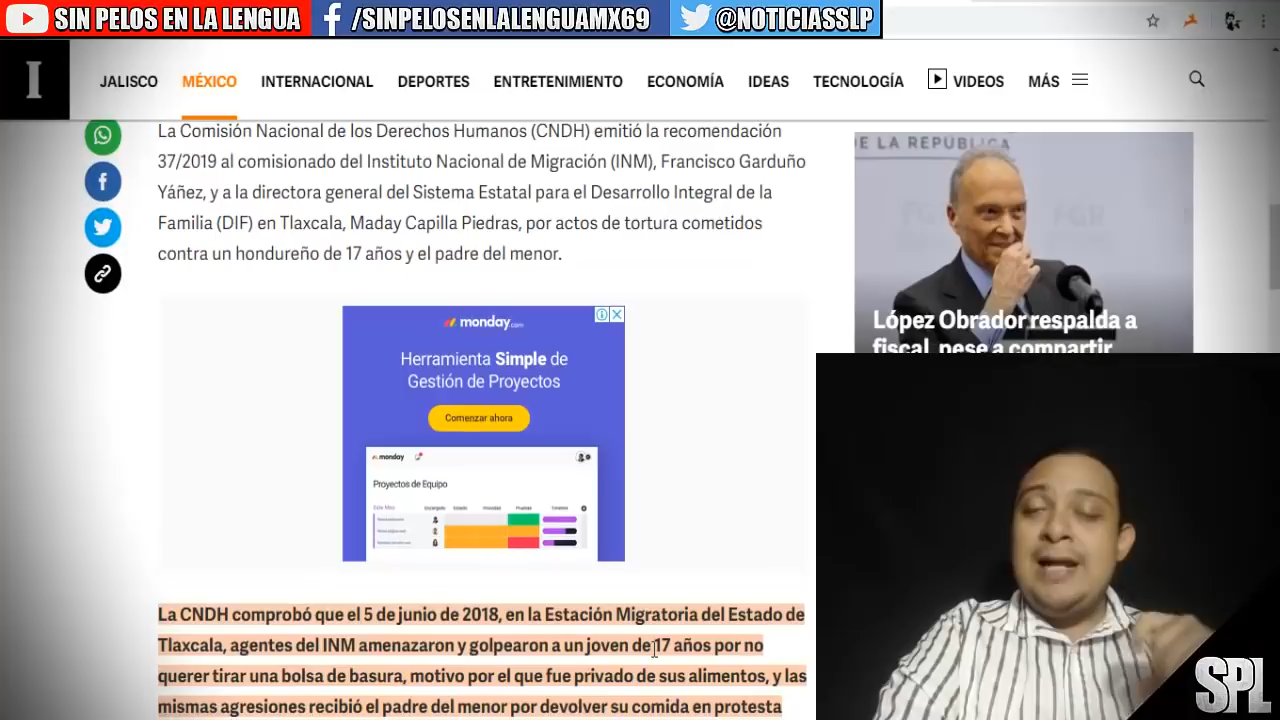 SIN PELOS EN LA LENGUA
/SINPELOSENLALENGUAMX69
@NOTICIASSLP
I
JALISCO
MÉXICO
INTERNACIONAL
DEPORTES
ENTRETENIMIENTO
ECONOMÍA
IDEAS
TECNOLOGÍA
VIDEOS
MÁS
La Comisión Nacional de los Derechos Humanos (CNDH) emitió la recomendación
37/2019 al comisionado del Instituto Nacional de Migración (INM), Francisco Garduño
Yáñez, y a la directora general del Sistema Estatal para el Desarrollo Integral de la
Familia (DIF) en Tlaxcala, Maday Capilla Piedras, por actos de tortura cometidos
contra un hondureño de 17 años y el padre del menor.
DE LA REPÚBLICA
FGR
López Obrador respalda a
fiscal, pese a compartir
monday.com
Herramienta Simple de
Gestión de Proyectos
Comenzar ahora
monday
Proyectos de Equipo
La CNDH comprobó que el 5 de junio de 2018, en la Estación Migratoria del Estado de
Tlaxcala, agentes del INM amenazaron y golpearon a un joven de 17 años por no
querer tirar una bolsa de basura, motivo por el que fue privado de sus alimentos, y las
mismas agresiones recibió el padre del menor por devolver su comida en protesta
SPL